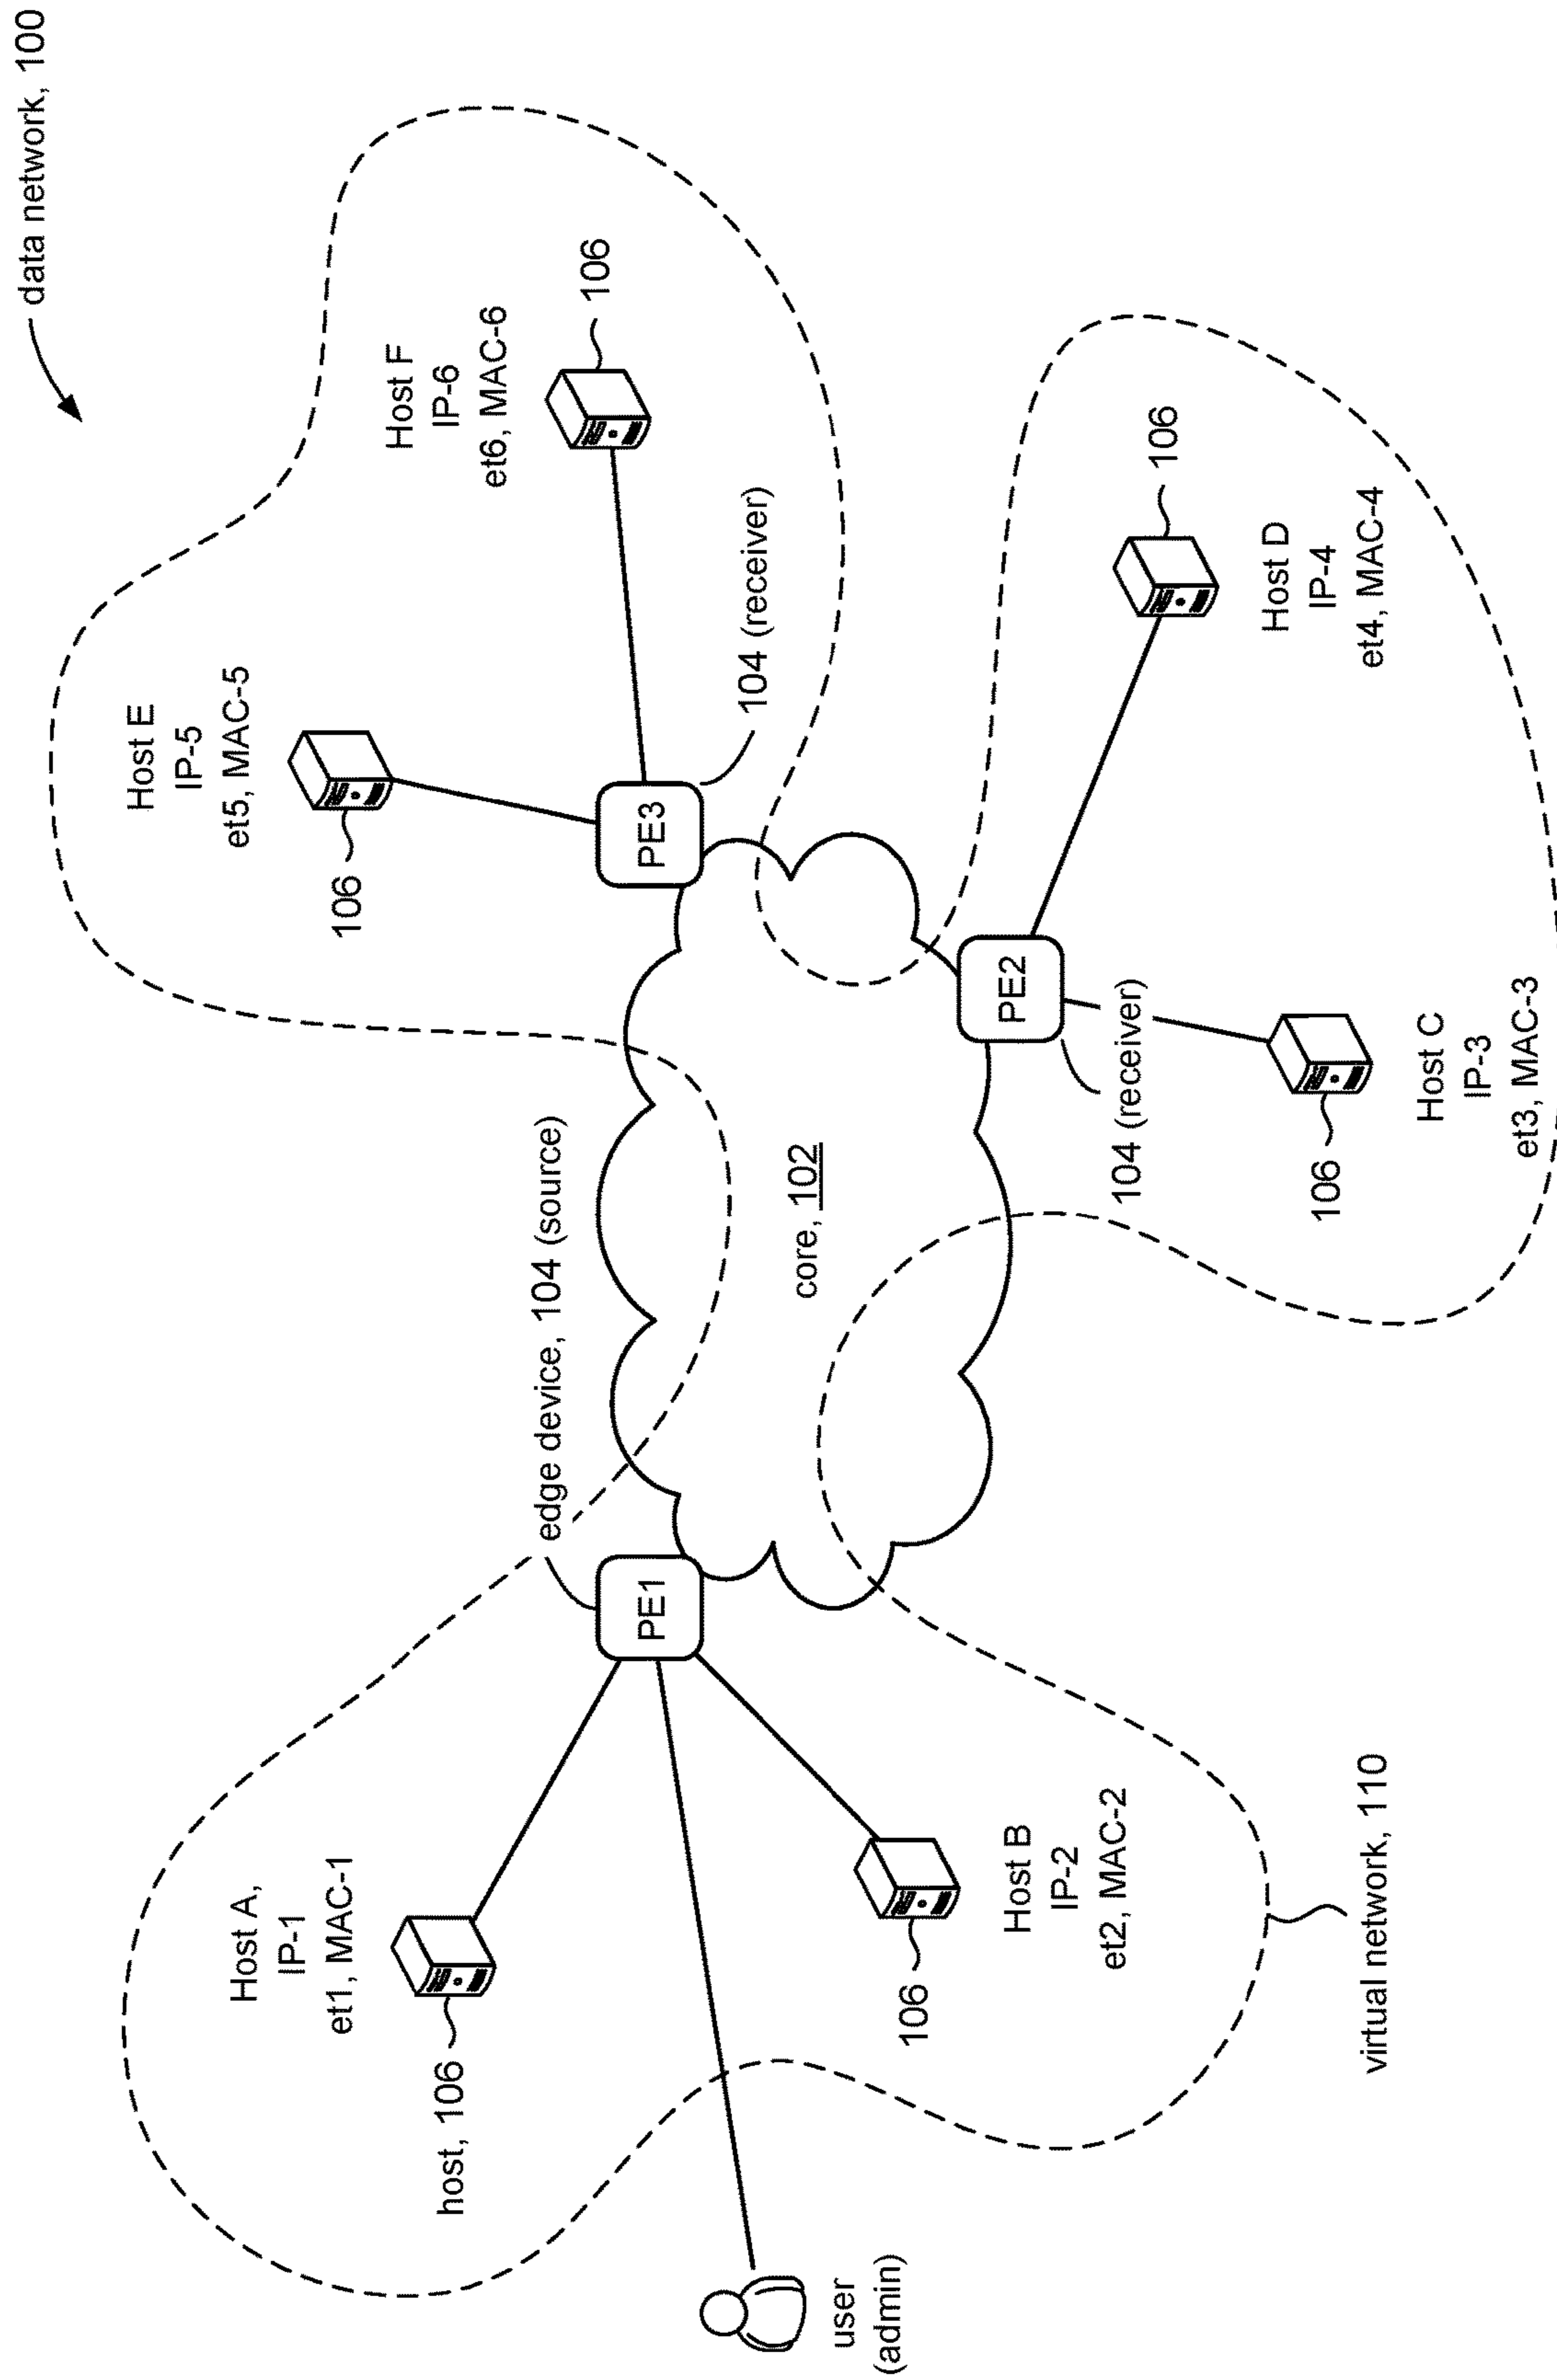 data network, 100
Host E
IP-5
et5, MAC-5
106
Host F
IP-6
et6, MAC-6
106
PE3
104 (receiver)
Host A,
IP-1
et1, MAC-1
host, 106
edge device, 104 (source)
PE1
core, 102
user
(admin)
106
Host B
IP-2
et2, MAC-2
PE2
104 (receiver)
106
Host D
IP-4
et4, MAC-4
106
Host C
IP-3
et3, MAC-3
virtual network, 110